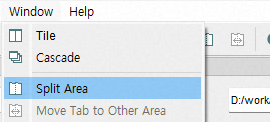 Window Help
Tile
Cascade
Split Area
Move Tab to Other Area
D:/work